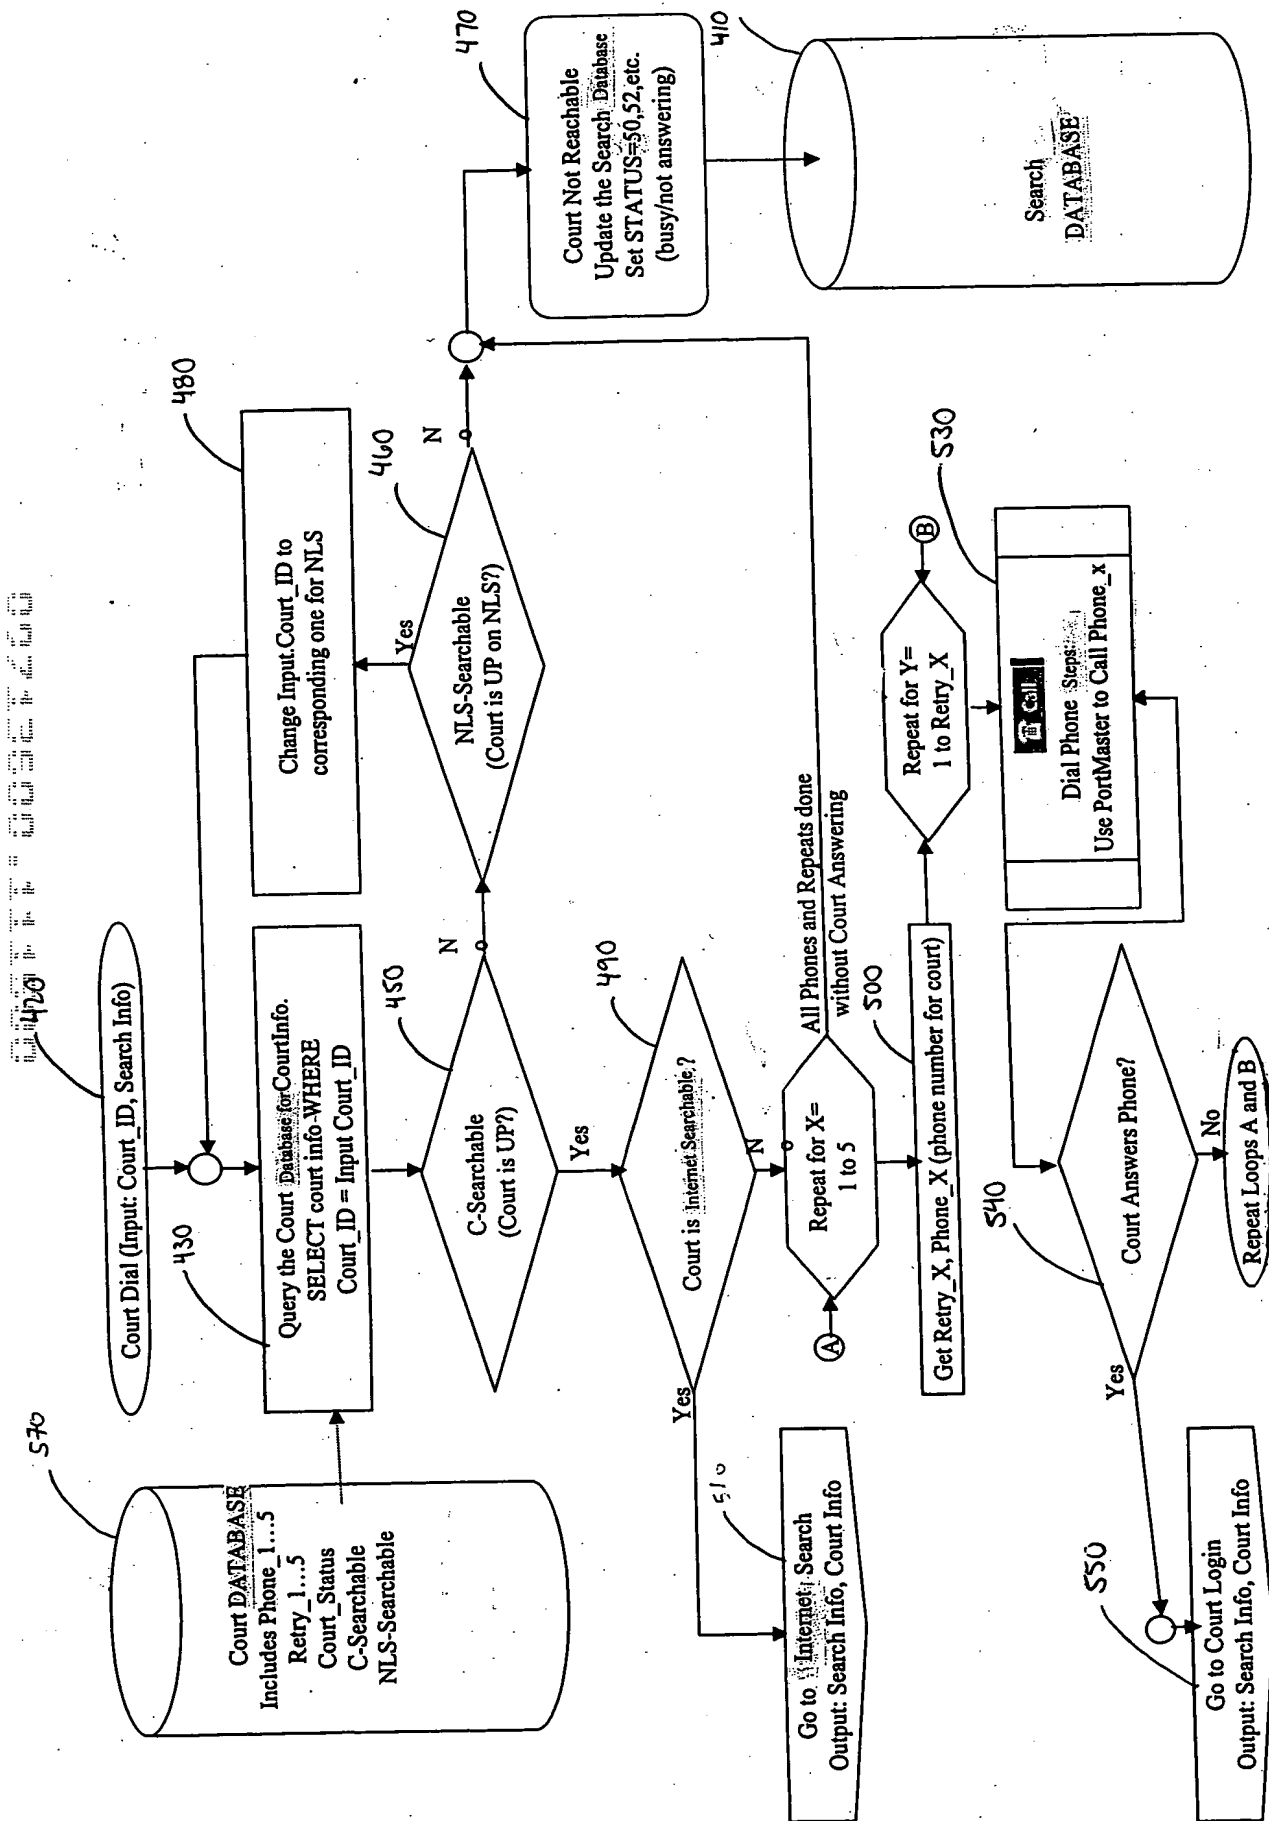 420
Court Dial (Input: Court_ID, Search Info)
570
Court DATABASE
Includes Phone_1...5
Retry_1...5
Court_Status
C-Searchable
NLS-Searchable
430
Query the Court Database for CourtInfo.
SELECT court info WHERE
Court_ID = Input Court_ID
480
Change Input.Court_ID to
corresponding one for NLS
450
C-Searchable
(Court is UP?)
N
Yes
460
NLS-Searchable
(Court is UP on NLS?)
Yes
N
470
Court Not Reachable
Update the Search Database
Set STATUS=50,52,etc.
(busy/not answering)
410
Search
DATABASE
490
Court is Internet Searchable?
Yes
N
510
Go to Internet Search
Output: Search Info, Court Info
A
Repeat for X=
1 to 5
All Phones and Repeats done
without Court Answering
500
Get Retry_X, Phone_X (phone number for court)
Repeat for Y=
1 to Retry_X
B
530
Call
Dial Phone Steps:
Use PortMaster to Call Phone_x
540
Court Answers Phone?
Yes
No
Repeat Loops A and B
550
Go to Court Login
Output: Search Info, Court Info